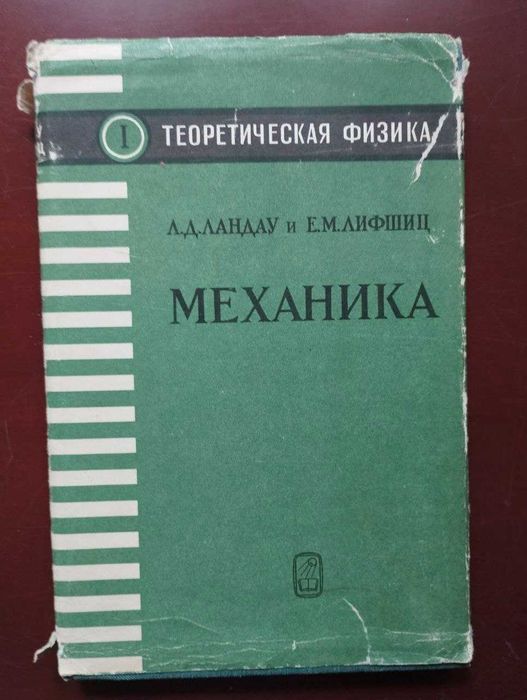 I ТЕОРЕТИЧЕСКАЯ ФИЗИКА
Л.Д.ЛАНДАУ И Е.М.ЛИФШИЦ
МЕХАНИКА